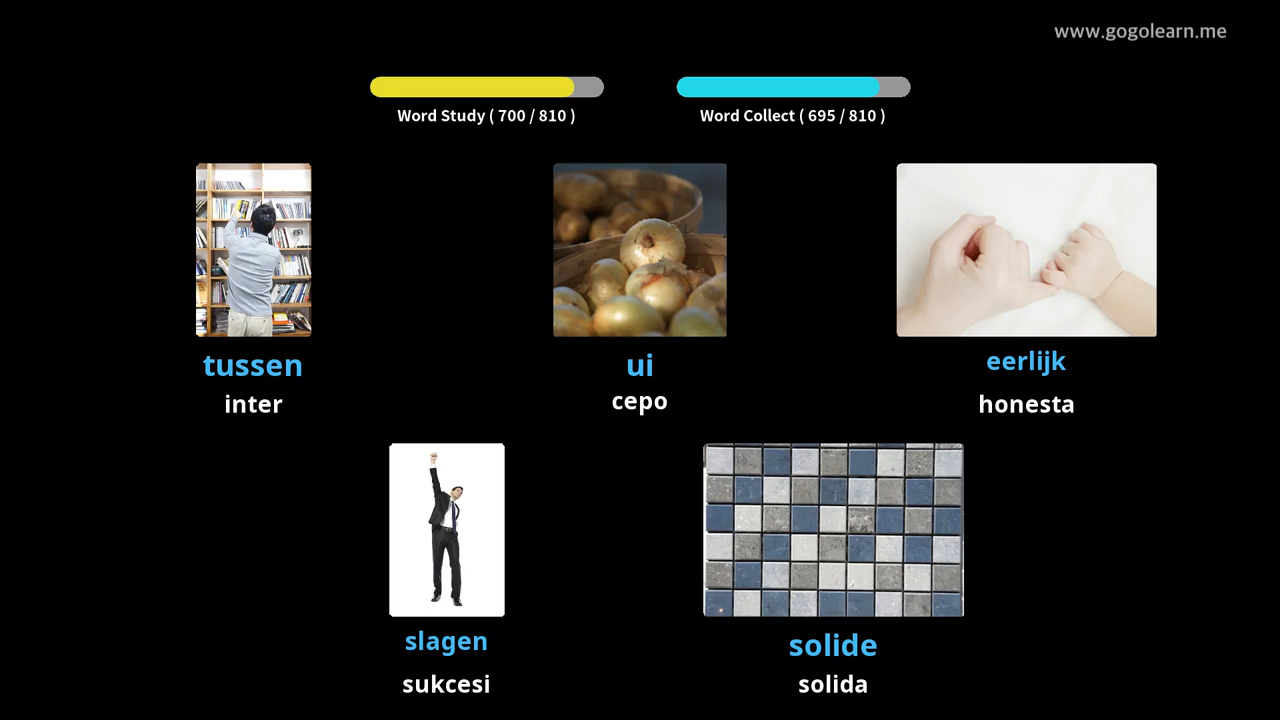 www.gogolearn.me
Word Study ( 700 / 810 )
Word Collect ( 695 / 810 )
tussen
inter
ui
cepo
eerlijk
honesta
slagen
sukcesi
solide
solida